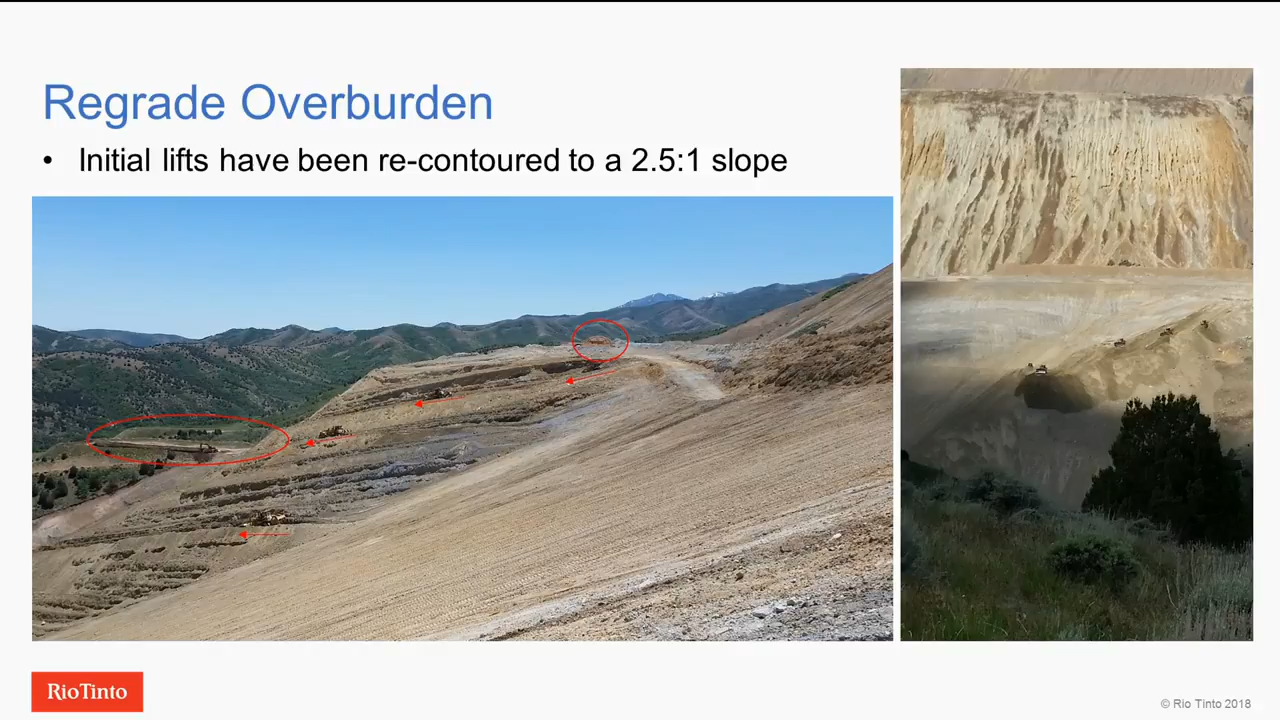 Regrade Overburden
• Initial lifts have been re-contoured to a 2.5:1 slope
RioTinto
© Rio Tinto 2018